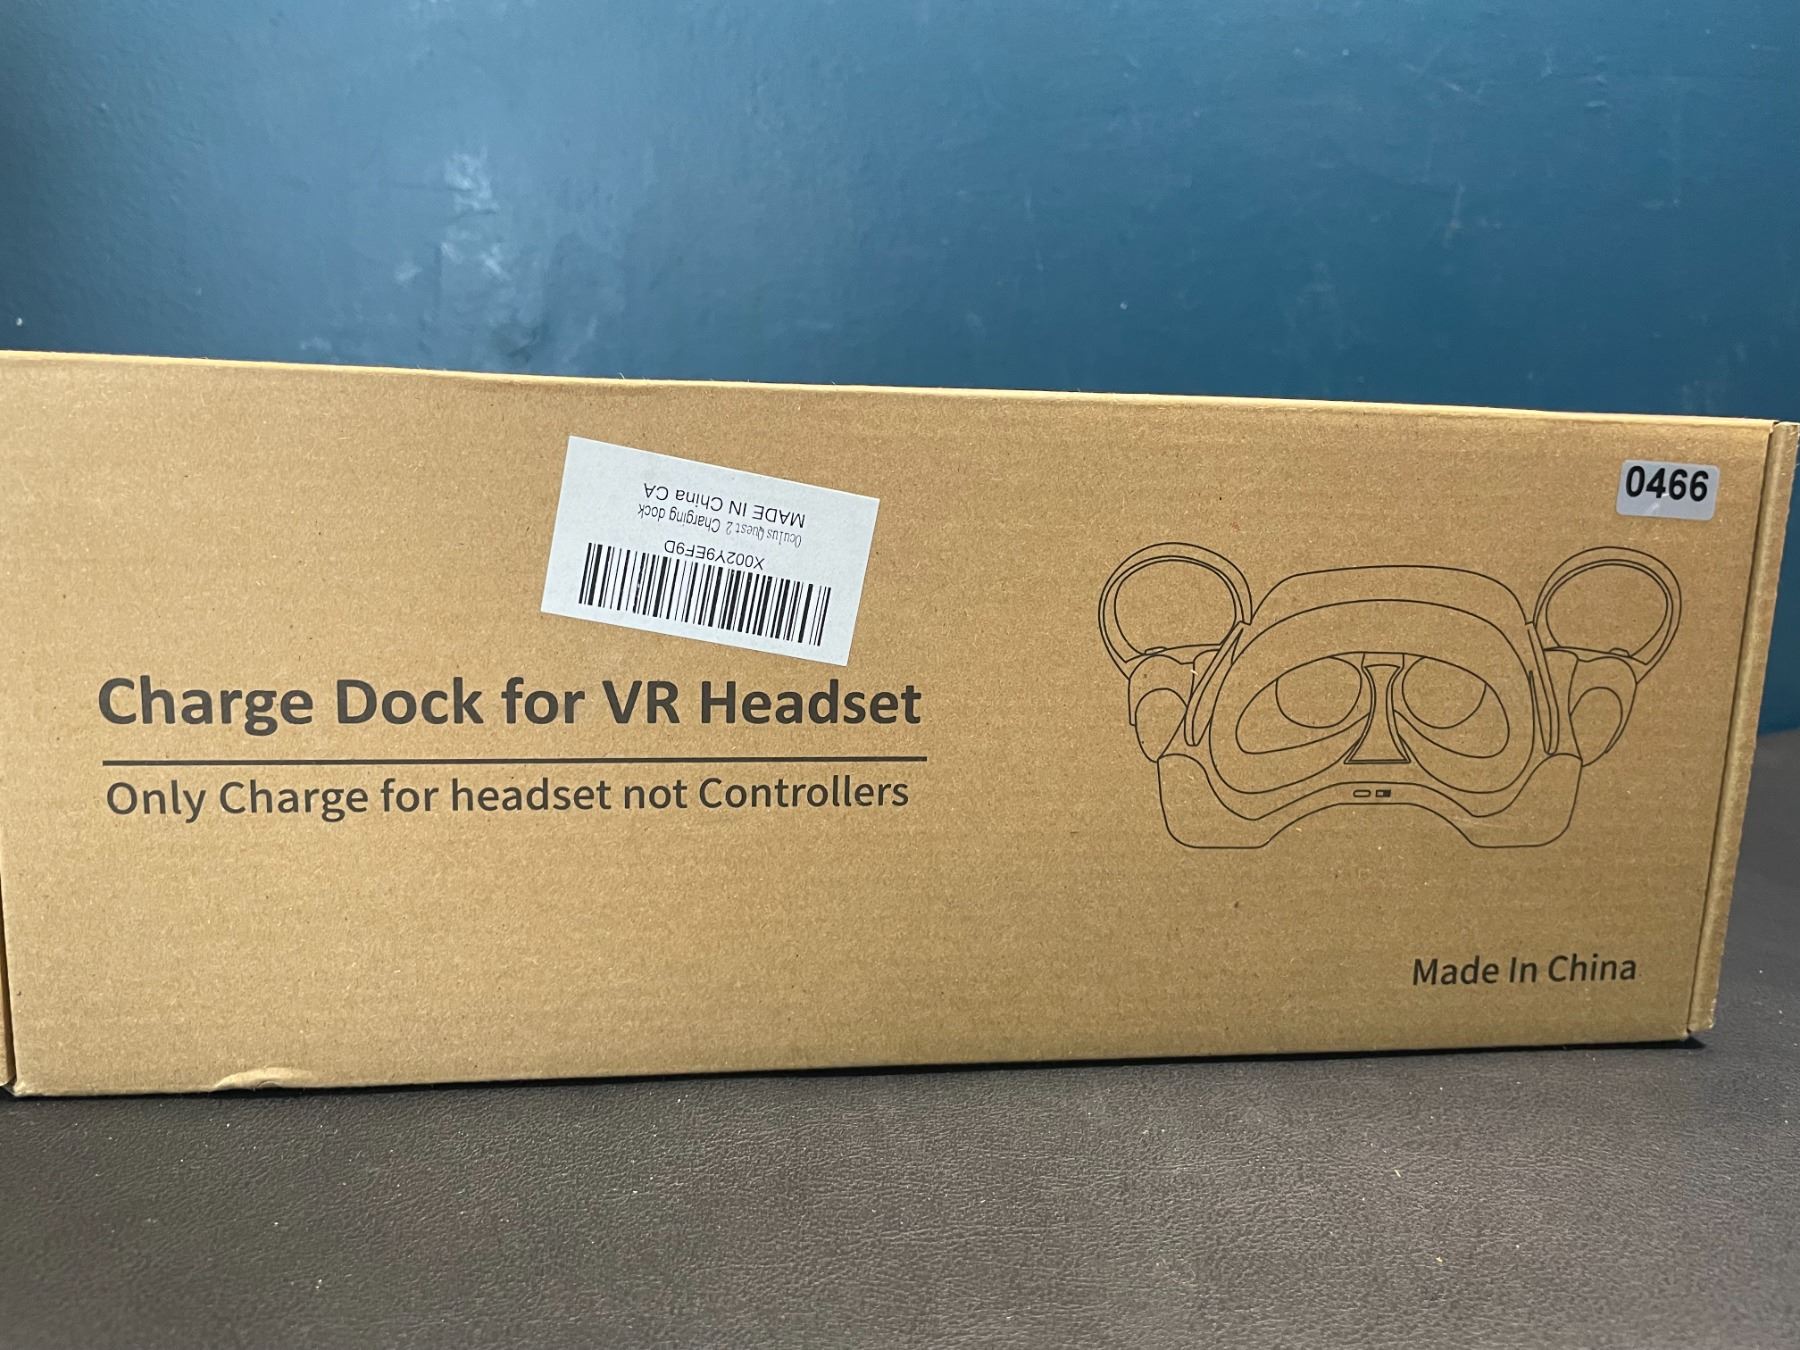 0466
MADE IN China CA
Oculus Quest 2 Charging dock
X002Y9EF9D
Charge Dock for VR Headset
Only Charge for headset not Controllers
Made In China